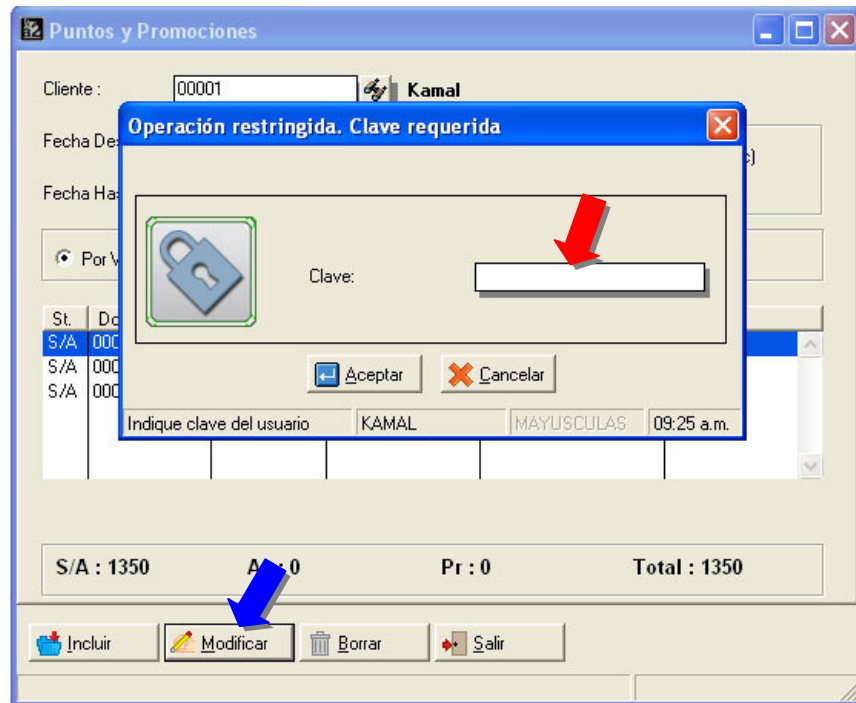 Puntos y Promociones
Cliente : 00001 Kamal
Operación restringida. Clave requerida
Fecha De
Fecha Ha
Por V
Clave:
St. Do
S/A 000
S/A 000
S/A 000
Aceptar Cancelar
Indique clave del usuario KAMAL MAYUSCULAS 09:25 a.m.
S/A : 1350 : 0 Pr : 0 Total : 1350
Incluir Modificar Borrar Salir